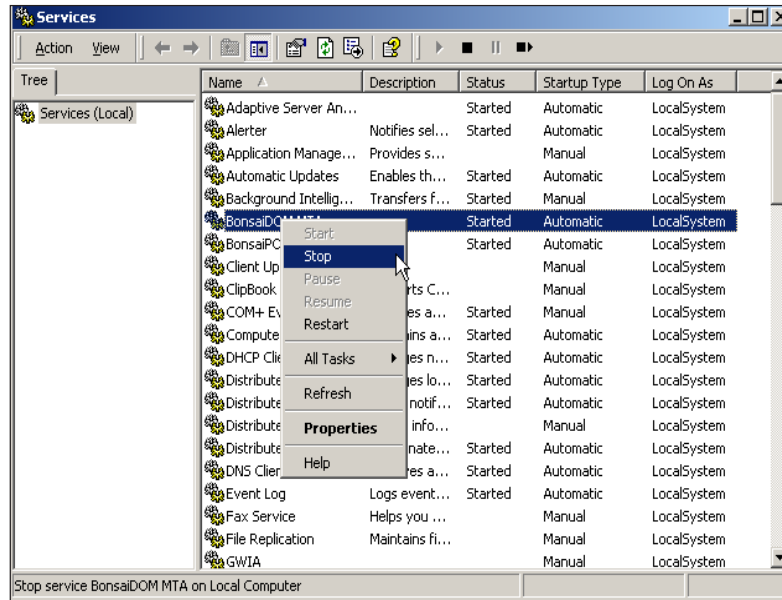 Services
Action View
Tree
Services (Local)
Name Description Status Startup Type Log On As
Adaptive Server An... Started Automatic LocalSystem
Alerter Notifies sel... Started Automatic LocalSystem
Application Manage... Provides s... Manual LocalSystem
Automatic Updates Enables th... Started Automatic LocalSystem
Background Intellig... Transfers f... Started Manual LocalSystem
BonsaiDOM MTA Started Automatic LocalSystem
BonsaiPO Started Automatic LocalSystem
Client Up Manual LocalSystem
ClipBook rts C... Manual LocalSystem
COM+ Ev es a... Started Manual LocalSystem
Compute ins a... Started Automatic LocalSystem
DHCP Clie es n... Started Automatic LocalSystem
Distribute es lo... Started Automatic LocalSystem
Distribute notif... Started Automatic LocalSystem
Distribute info... Manual LocalSystem
Distribute nate... Started Automatic LocalSystem
DNS Clier es a... Started Automatic LocalSystem
Event Log Logs event... Started Automatic LocalSystem
Fax Service Helps you ... Manual LocalSystem
File Replication Maintains fi... Manual LocalSystem
GWIA Manual LocalSystem
Start
Stop
Pause
Resume
Restart
All Tasks
Refresh
Properties
Help
Stop service BonsaiDOM MTA on Local Computer